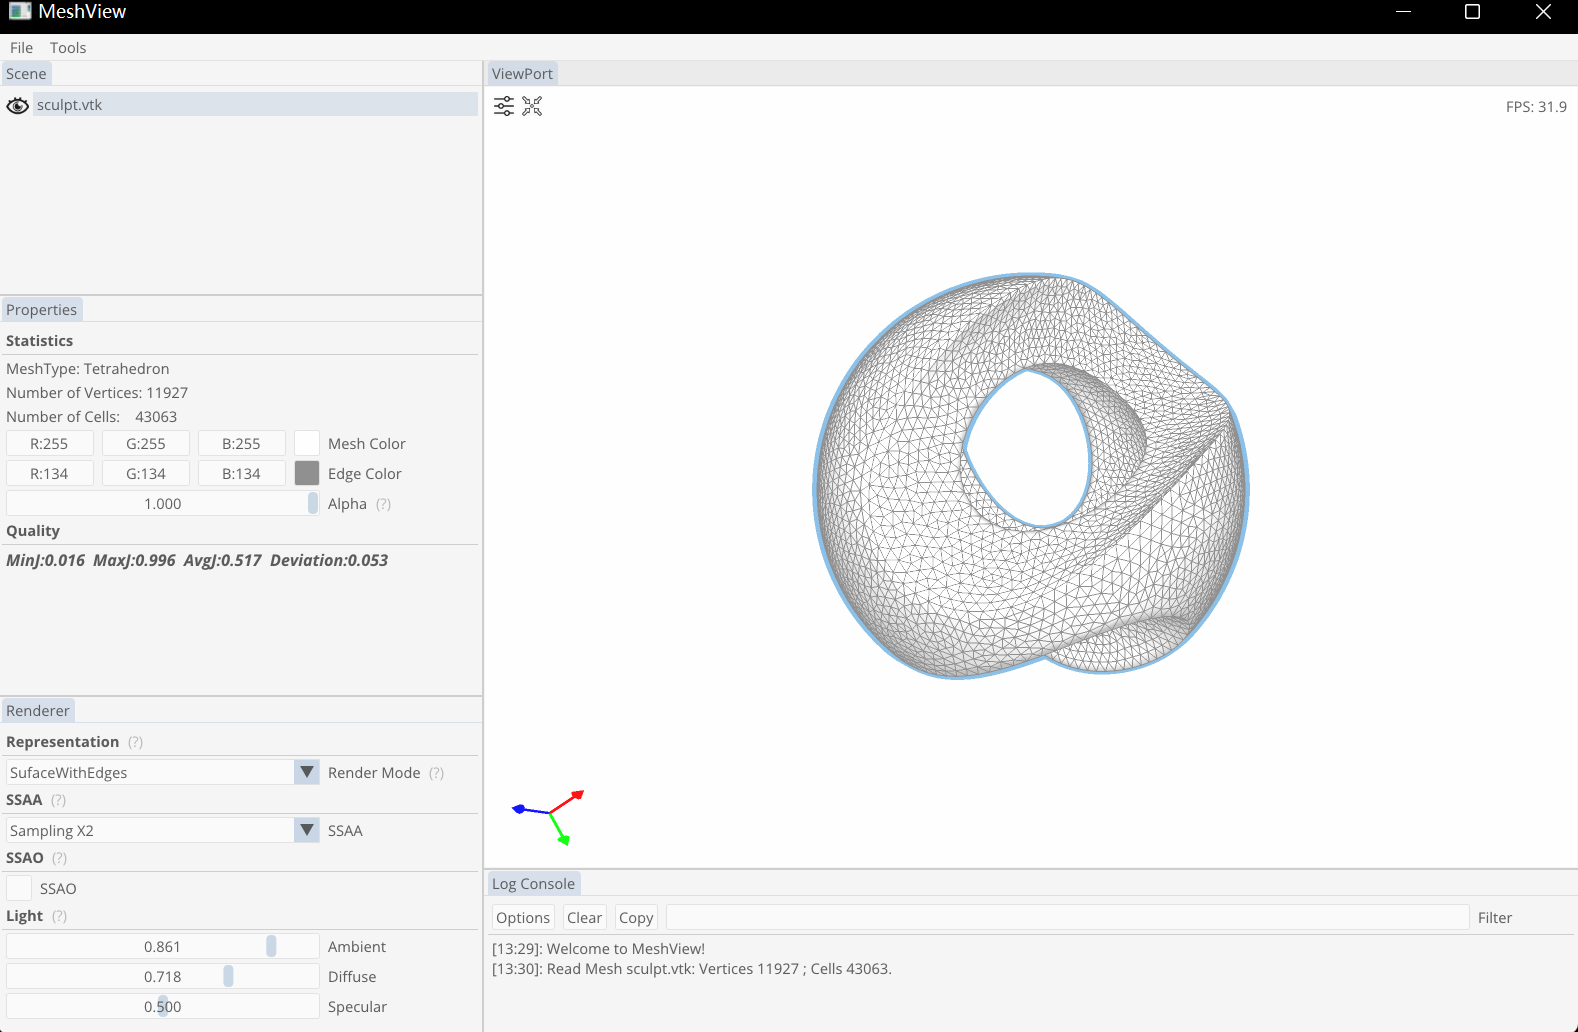 MeshView
File Tools
Scene
sculpt.vtk
Properties
Statistics
MeshType: Tetrahedron
Number of Vertices: 11927
Number of Cells: 43063
R:255 G:255 B:255 Mesh Color
R:134 G:134 B:134 Edge Color
1.000 Alpha (?)
Quality
MinJ:0.016 MaxJ:0.996 AvgJ:0.517 Deviation:0.053
Renderer
Representation (?)
SufaceWithEdges Render Mode (?)
SSAA (?)
Sampling X2 SSAA
SSAO (?)
SSAO
Light (?)
0.861 Ambient
0.718 Diffuse
0.500 Specular
ViewPort
FPS: 31.9
Log Console
Options Clear Copy Filter
[13:29]: Welcome to MeshView!
[13:30]: Read Mesh sculpt.vtk: Vertices 11927 ; Cells 43063.